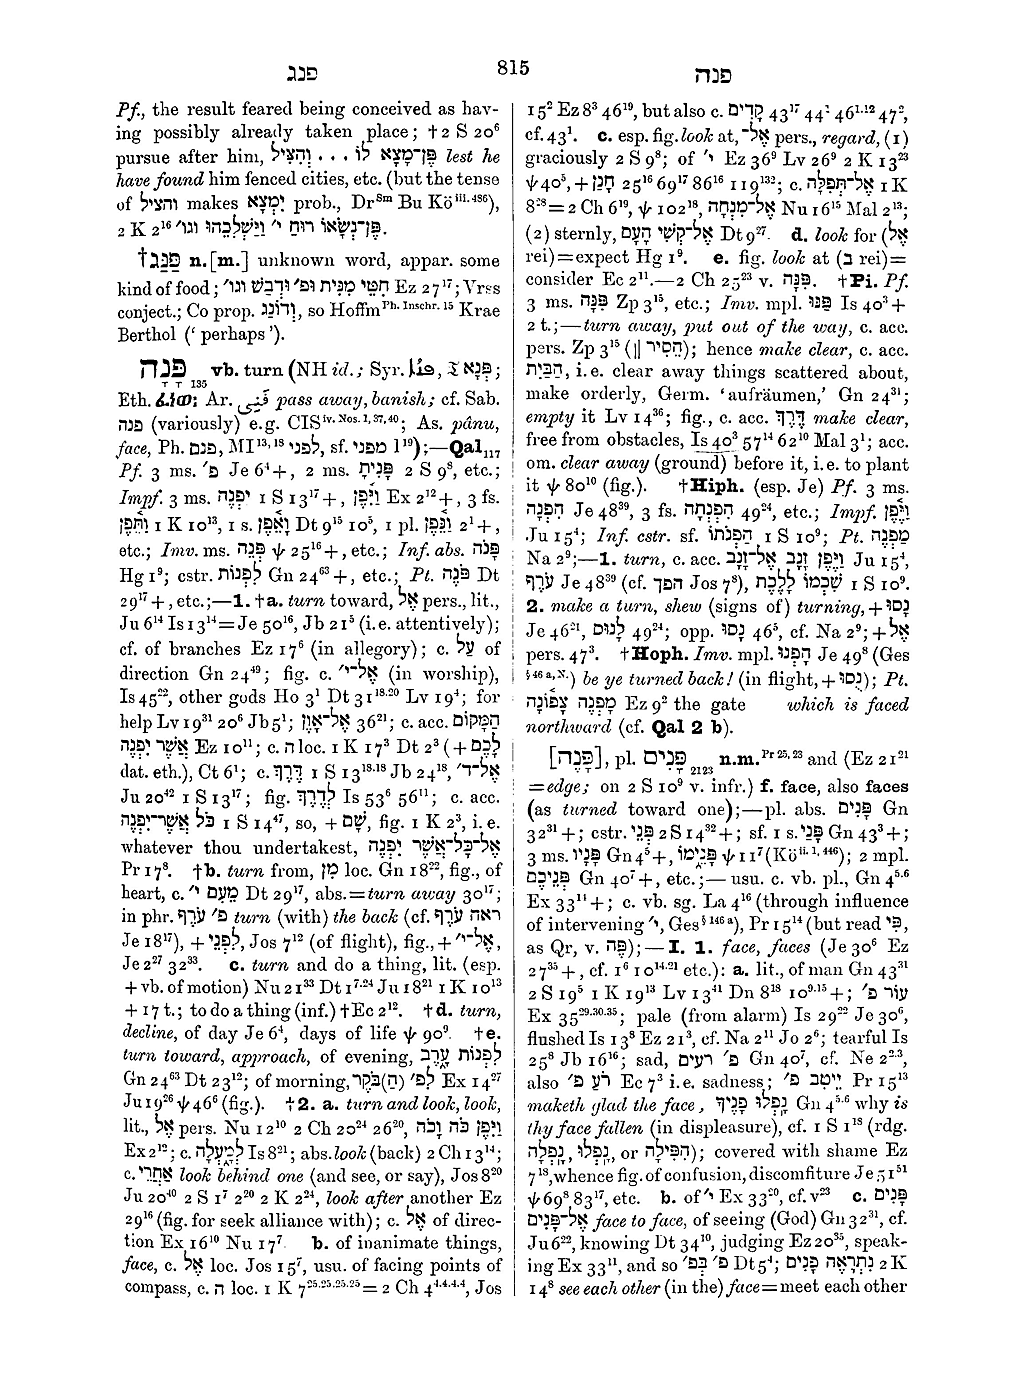 פנג
815
פנה
Pf., the result feared being conceived as hav-
ing possibly already taken place; †2 S 20⁶
pursue after him, פֶּן־מָצָא לוֹ . . . וְהִצִּיל lest he
have found him fenced cities, etc. (but the tense
of והציל makes יִמְצָא prob., Dr^Sm Bu Kö^iii. 486),
2 K 2¹⁶ פֶּן־נְשָׂאוֹ רוּחַ י׳ וַיַּשְׁלִכֵהוּ וגו׳.
†פַּנַּג n.[m.] unknown word, appar. some
kind of food; חִטֵּי מִנִּית וּפ׳ וּדְבַשׁ וגו׳ Ez 27¹⁷; Vrss
conject.; Co prop. וְדוֹנַג, so Hoffm^Ph. Inschr. 15 Krae
Berthol (‘ perhaps ’).
פָּנָה 135 vb. turn (NH id.; Syr. ܦܢܳܐ, 𝔗 פְּנָא;
Eth. ፈነወ: Ar. فَنِىَ pass away, banish; cf. Sab.
פנה (variously) e.g. CIS^iv. Nos. 1, 37, 40; As. pânu,
face, Ph. פנם, MI¹³,¹⁸ לפני, sf. מפני l¹⁹);—Qal₁₁₇
Pf. 3 ms. פ׳ Je 6⁴+, 2 ms. פָּנִיתָ 2 S 9⁸, etc.;
Impf. 3 ms. יִפְנֶה 1 S 13¹⁷+, וַיִּ֫פֶן Ex 2¹²+, 3 fs.
וַתֵּ֫פֶן 1 K 10¹³, 1 s. וָאֵ֫פֶן Dt 9¹⁵ 10⁵, 1 pl. וַנֵּ֫פֶן 2¹+,
etc.; Imv. ms. פְּנֵה ψ 25¹⁶+, etc.; Inf. abs. פָּנֹה
Hg 1⁹; cstr. לִפְנוֹת Gn 24⁶³+, etc.; Pt. פֹּנֶה Dt
29¹⁷+, etc.;—1. †a. turn toward, אֶל pers., lit.,
Ju 6¹⁴ Is 13¹⁴=Je 50¹⁶, Jb 21⁵ (i.e. attentively);
cf. of branches Ez 17⁶ (in allegory); c. עַל of
direction Gn 24⁴⁹; fig. c. אֶל־י׳ (in worship),
Is 45²², other gods Ho 3¹ Dt 31¹⁸·²⁰ Lv 19⁴; for
help Lv 19³¹ 20⁶ Jb 5¹; אֶל־אָוֶן 36²¹; c. acc. הַמָּקוֹם
אֲשֶׁר יִפְנֶה Ez 10¹¹; c. ה loc. 1 K 17³ Dt 2³ (+לָכֶם
dat. eth.), Ct 6¹; c. דֶּרֶךְ 1 S 13¹⁸·¹⁸ Jb 24¹⁸, אֶל־ד׳
Ju 20⁴² 1 S 13¹⁷; fig. לְדֶרֶךְ Is 53⁶ 56¹¹; c. acc.
כֹּל אֲשֶׁר־יִפְנֶה 1 S 14⁴⁷, so, + שָׁם, fig. 1 K 2³, i.e.
whatever thou undertakest, אֶל־כָּל־אֲשֶׁר יִפְנֶה
Pr 17⁸. †b. turn from, מִן loc. Gn 18²², fig., of
heart, c. מֵעִם י׳ Dt 29¹⁷, abs.=turn away 30¹⁷;
in phr. פ׳ עֹרֶף turn (with) the back (cf. ראה עֹרֶף
Je 18¹⁷), +לִפְנֵי, Jos 7¹² (of flight), fig., +אֶל־י׳,
Je 2²⁷ 32³³. c. turn and do a thing, lit. (esp.
+vb. of motion) Nu 21³³ Dt 1⁷·²⁴ Ju 18²¹ 1 K 10¹³
+ 17 t.; to do a thing (inf.) †Ec 2¹². †d. turn,
decline, of day Je 6⁴, days of life ψ 90⁹. †e.
turn toward, approach, of evening, לִפְנוֹת עֶרֶב
Gn 24⁶³ Dt 23¹²; of morning, לִפ׳ (הַ)בֹּקֶר Ex 14²⁷
Ju 19²⁶ ψ 46⁶ (fig.). †2. a. turn and look, look,
lit., אֶל pers. Nu 12¹⁰ 2 Ch 20²⁴ 26²⁰, וַיִּפֶן כֹּה וָכֹה
Ex 2¹²; c. לְמַעְלָה Is 8²¹; abs. look (back) 2 Ch 13¹⁴;
c. אַחֲרֵי look behind one (and see, or say), Jos 8²⁰
Ju 20⁴⁰ 2 S 1⁷ 2²⁰ 2 K 2²⁴, look after another Ez
29¹⁶ (fig. for seek alliance with); c. אֶל of direc-
tion Ex 16¹⁰ Nu 17⁷. b. of inanimate things,
face, c. אֶל loc. Jos 15⁷, usu. of facing points of
compass, c. ה loc. 1 K 7²⁵·²⁵·²⁵·²⁵=2 Ch 4⁴·⁴·⁴·⁴, Jos
15² Ez 8³ 46¹⁹, but also c. קָדִים 43¹⁷ 44¹ 46¹·¹² 47²,
cf. 43¹. c. esp. fig. look at, אֶל־ pers., regard, (1)
graciously 2 S 9⁸; of י׳ Ez 36⁹ Lv 26⁹ 2 K 13²³
ψ 40⁵, + חָנַן 25¹⁶ 69¹⁷ 86¹⁶ 119¹³²; c. אֶל־תְּפִלָּה 1 K
8²⁸=2 Ch 6¹⁹, ψ 102¹⁸, אֶל־מִנְחָה Nu 16¹⁵ Mal 2¹³;
(2) sternly, אֶל־קְשִׁי הָעָם Dt 9²⁷. d. look for (אֶל
rei)=expect Hg 1⁹. e. fig. look at (ב rei)=
consider Ec 2¹¹.—2 Ch 25²³ v. פִּנָּה. †Pi. Pf.
3 ms. פִּנָּה Zp 3¹⁵, etc.; Imv. mpl. פַּנּוּ Is 40³+
2 t.;—turn away, put out of the way, c. acc.
pers. Zp 3¹⁵ (‖ הֵסִיר); hence make clear, c. acc.
הַבַּיִת, i.e. clear away things scattered about,
make orderly, Germ. ‘aufräumen,’ Gn 24³¹;
empty it Lv 14³⁶; fig., c. acc. דֶּרֶךְ make clear,
free from obstacles, Is 40³ 57¹⁴ 62¹⁰ Mal 3¹; acc.
om. clear away (ground) before it, i.e. to plant
it ψ 80¹⁰ (fig.). †Hiph. (esp. Je) Pf. 3 ms.
הִפְנָה Je 48³⁹, 3 fs. הִפְנְתָה 49²⁴, etc.; Impf. וַיֶּ֫פֶן
Ju 15⁴; Inf. cstr. sf. הַפְנֹתוֹ 1 S 10⁹; Pt. מַפְנֶה
Na 2⁹;—1. turn, c. acc. וַיֶּפֶן זָנָב אֶל־זָנָב Ju 15⁴,
עֹרֶף Je 48³⁹ (cf. הפך Jos 7⁸), שִׁכְמוֹ לָלֶכֶת 1 S 10⁹.
2. make a turn, shew (signs of) turning, + נָסוּ
Je 46²¹, לָנוּס 49²⁴; opp. נָסוּ 46⁵, cf. Na 2⁹; + אֶל
pers. 47³. †Hoph. Imv. mpl. הָפְנוּ Je 49⁸ (Ges
§46 a, N.) be ye turned back! (in flight, + נֻסוּ); Pt.
מָפְנֶה צָפוֹנָה Ez 9² the gate which is faced
northward (cf. Qal 2 b).
[פָּנֶה], pl. פָּנִים 2123 n.m.^Pr 25, 23 and (Ez 21²¹
=edge; on 2 S 10⁹ v. infr.) f. face, also faces
(as turned toward one);—pl. abs. פָּנִים Gn
32³¹+; cstr. פְּנֵי 2 S 14³²+; sf. 1 s. פָּנַי Gn 43³+;
3 ms. פָּנָיו Gn 4⁵+, פָּנֵימוֹ ψ 11⁷ (Kö^ii. 1, 446); 2 mpl.
פְּנֵיכֶם Gn 40⁷+, etc.;—usu. c. vb. pl., Gn 4⁵·⁶
Ex 33¹¹+; c. vb. sg. La 4¹⁶ (through influence
of intervening י׳, Ges^§ 146 a), Pr 15¹⁴ (but read פִּי,
as Qr, v. פֶּה);—I. 1. face, faces (Je 30⁶ Ez
27³⁵+, cf. 1⁶ 10¹⁴·²¹ etc.): a. lit., of man Gn 43³¹
2 S 19⁵ 1 K 19¹³ Lv 13⁴¹ Dn 8¹⁸ 10⁹·¹⁵+; עוֹר פ׳
Ex 35²⁹·³⁰·³⁵; pale (from alarm) Is 29²² Je 30⁶,
flushed Is 13⁸ Ez 21³, cf. Na 2¹¹ Jo 2⁶; tearful Is
25⁸ Jb 16¹⁶; sad, פ׳ רעים Gn 40⁷, cf. Ne 2²·³,
also רֹעַ פ׳ Ec 7³ i.e. sadness; יֵיטִב פ׳ Pr 15¹³
maketh glad the face, נָפְלוּ פָנֶיךָ Gn 4⁵·⁶ why is
thy face fallen (in displeasure), cf. 1 S 1¹⁸ (rdg.
נָפְלָה, נָפְלוּ, or הִפִּילָה); covered with shame Ez
7¹⁸, whence fig. of confusion, discomfiture Je 51⁵¹
ψ 69⁸ 83¹⁷, etc. b. of י׳ Ex 33²⁰, cf. v²³ c. פָּנִים
אֶל־פָּנִים face to face, of seeing (God) Gn 32³¹, cf.
Ju 6²², knowing Dt 34¹⁰, judging Ez 20³⁵, speak-
ing Ex 33¹¹, and so פ׳ בְּפ׳ Dt 5⁴; נִתְרָאֶה פָנִים 2 K
14⁸ see each other (in the) face=meet each other